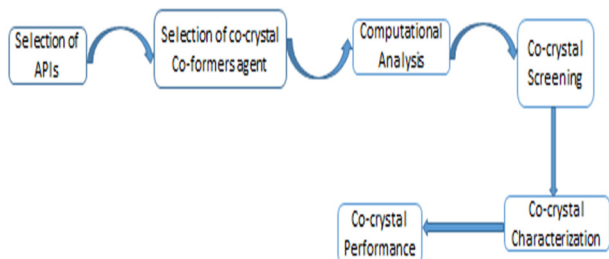 Selection of
APIs
Selection of co-crystal
Co-formers agent
Computational
Analysis
Co-crystal
Screening
Co-crystal
Characterization
Co-crystal
Performance